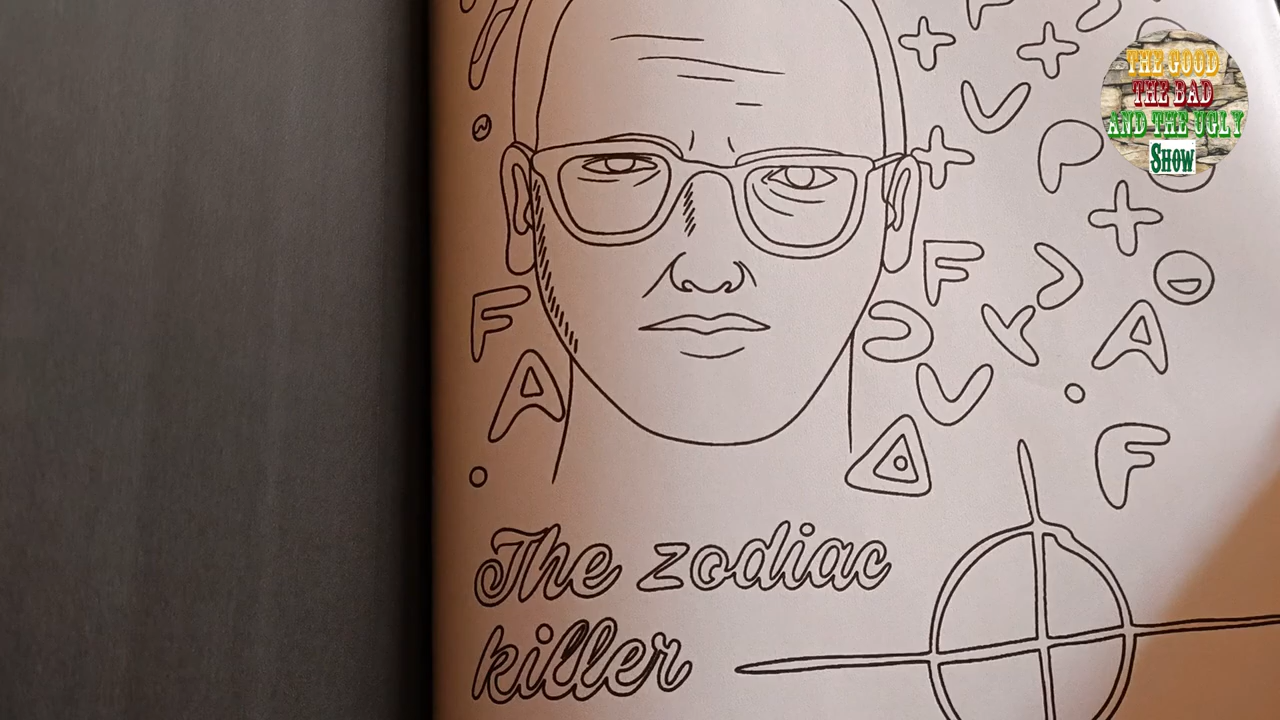 THE GOOD
THE BAD
AND THE UGLY
SHOW
The zodiac
killer